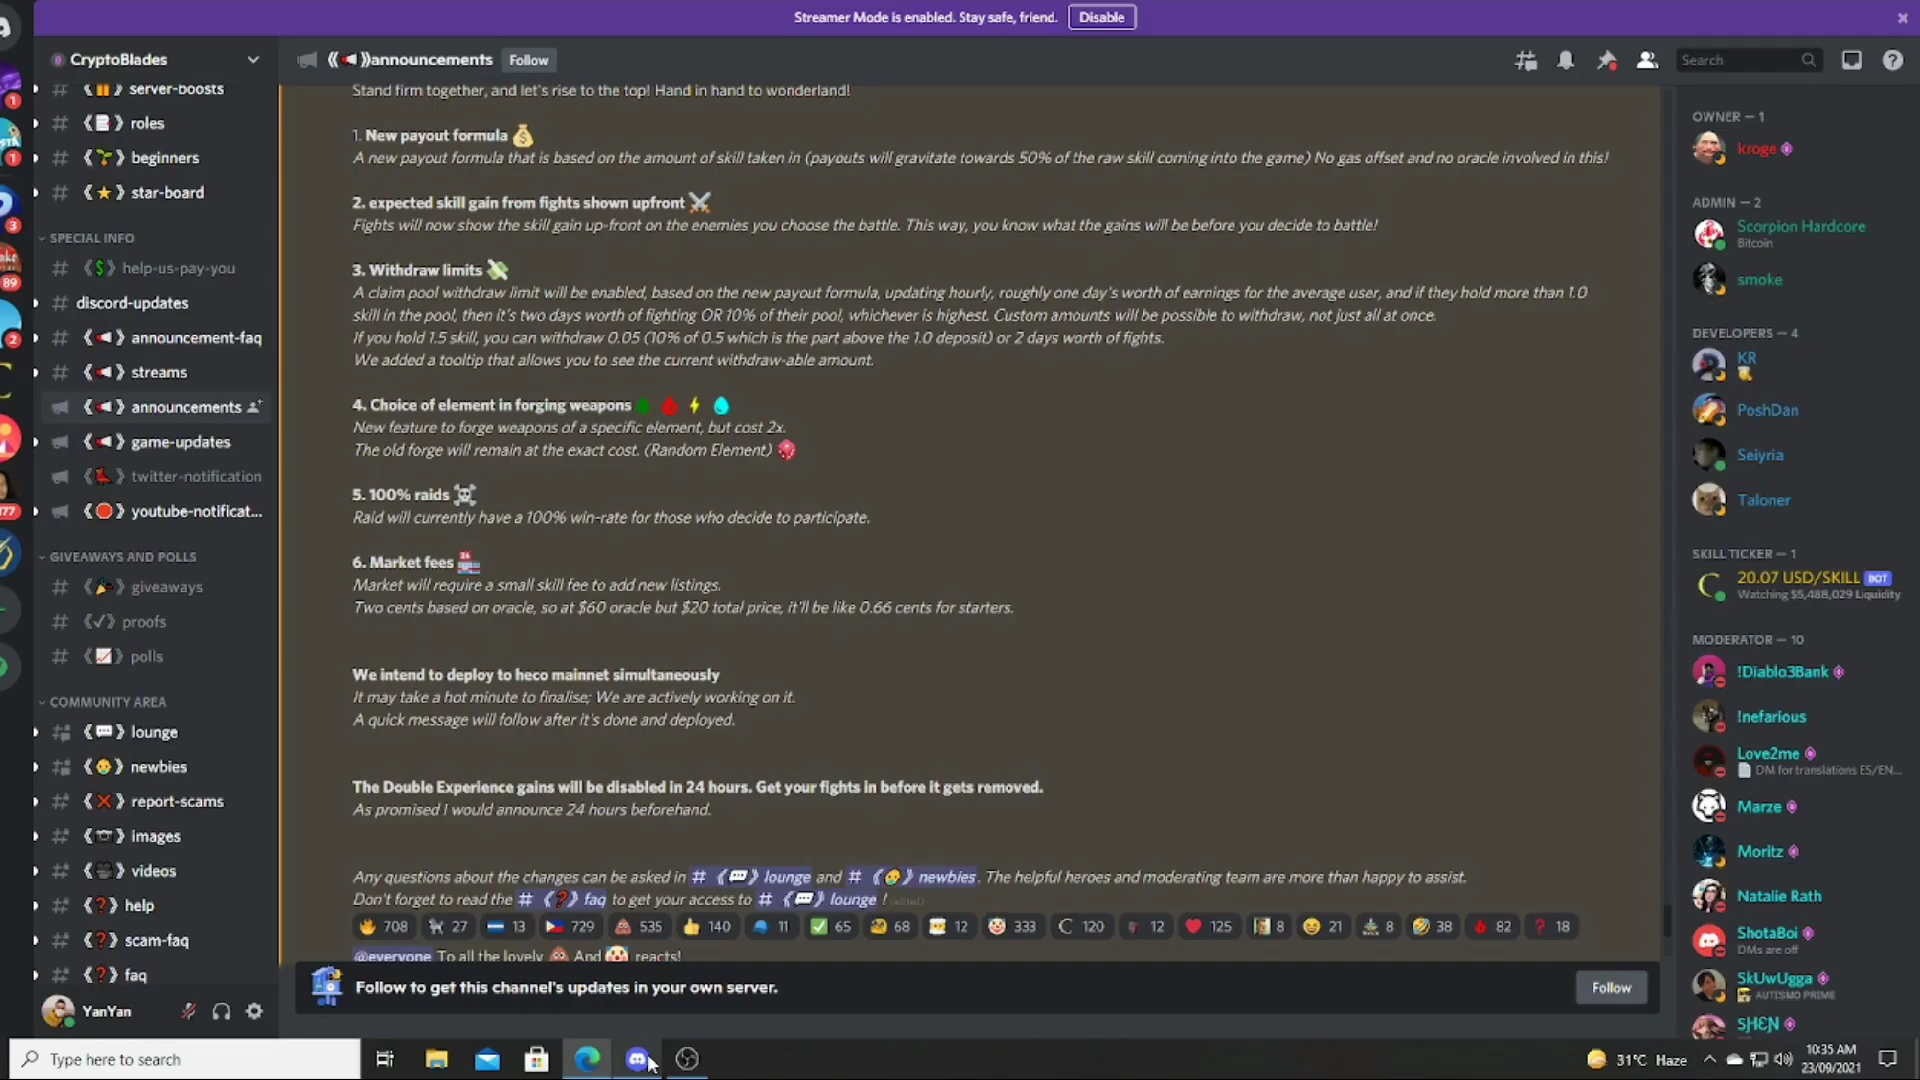 Streamer Mode is enabled. Stay safe, friend. Disable
CryptoBlades
《📢》announcements Follow
Search
# 《 》 server-boosts
# 《 》 roles
# 《 》 beginners
# 《⭐》 star-board
SPECIAL INFO
# 《$》 help-us-pay-you
# discord-updates
# 《📢》 announcement-faq
# 《📢》 streams
《📢》 announcements
《📢》 game-updates
《 》 twitter-notification
《 》 youtube-notificat...
GIVEAWAYS AND POLLS
# 《🎉》 giveaways
# 《✓》 proofs
# 《📈》 polls
COMMUNITY AREA
《💬》 lounge
《 》 newbies
《❌》 report-scams
《📷》 images
《 》 videos
《❓》 help
《❓》 scam-faq
《❓》 faq
YanYan
Stand firm together, and let's rise to the top! Hand in hand to wonderland!
1. New payout formula 💰
A new payout formula that is based on the amount of skill taken in (payouts will gravitate towards 50% of the raw skill coming into the game) No gas offset and no oracle involved in this!
2. expected skill gain from fights shown upfront ⚔️
Fights will now show the skill gain up-front on the enemies you choose the battle. This way, you know what the gains will be before you decide to battle!
3. Withdraw limits 💸
A claim pool withdraw limit will be enabled, based on the new payout formula, updating hourly, roughly one day's worth of earnings for the average user, and if they hold more than 1.0
skill in the pool, then it's two days worth of fighting OR 10% of their pool, whichever is highest. Custom amounts will be possible to withdraw, not just all at once.
If you hold 1.5 skill, you can withdraw 0.05 (10% of 0.5 which is the part above the 1.0 deposit) or 2 days worth of fights.
We added a tooltip that allows you to see the current withdraw-able amount.
4. Choice of element in forging weapons
New feature to forge weapons of a specific element, but cost 2x.
The old forge will remain at the exact cost. (Random Element)
5. 100% raids ☠️
Raid will currently have a 100% win-rate for those who decide to participate.
6. Market fees 🏪
Market will require a small skill fee to add new listings.
Two cents based on oracle, so at $60 oracle but $20 total price, it'll be like 0.66 cents for starters.
We intend to deploy to heco mainnet simultaneously
It may take a hot minute to finalise; We are actively working on it.
A quick message will follow after it's done and deployed.
The Double Experience gains will be disabled in 24 hours. Get your fights in before it gets removed.
As promised I would announce 24 hours beforehand.
Any questions about the changes can be asked in # 《💬》 lounge and # 《 》 newbies. The helpful heroes and moderating team are more than happy to assist.
Don't forget to read the # 《❓》 faq to get your access to # 《💬》 lounge ! (edited)
708 27 13 729 535 140 11 65 68 12 333 120 12 125 8 21 8 38 82 18
@everyone To all the lovely 💩 And 🤡 reacts!
Follow to get this channel's updates in your own server. Follow
OWNER — 1
kroge
ADMIN — 2
Scorpion Hardcore
Bitcoin
smoke
DEVELOPERS — 4
KR
PoshDan
Seiyria
Taloner
SKILL TICKER — 1
20.07 USD/SKILL BOT
Watching $5,488,029 Liquidity
MODERATOR — 10
!Diablo3Bank
!nefarious
Love2me
DM for translations ES/EN...
Marze
Moritz
Natalie Rath
ShotaBoi
DMs are off
SkUwUgga
AUTISMO PRIME
1
1
3
89
2
177
Type here to search
31°C Haze
10:35 AM
23/09/2021